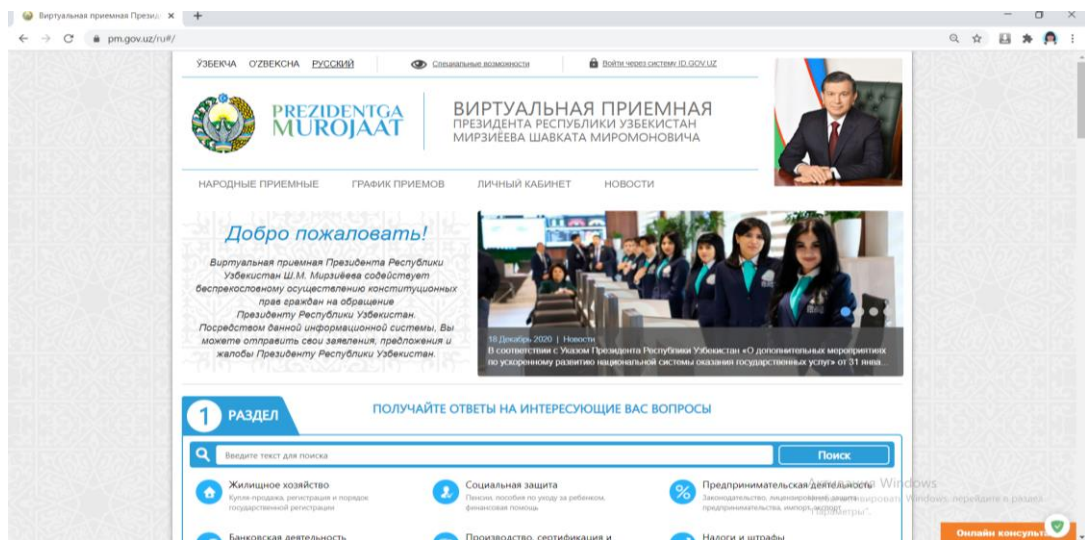 Виртуальная приемная Презид
pm.gov.uz/ru#/
ЎЗБЕКЧА O'ZBEKCHA РУССКИЙ
Специальные возможности
Войти через систему ID.GOV.UZ
PREZIDENTGA
MUROJAAT
ВИРТУАЛЬНАЯ ПРИЕМНАЯ
ПРЕЗИДЕНТА РЕСПУБЛИКИ УЗБЕКИСТАН
МИРЗИЁЕВА ШАВКАТА МИРОМОНОВИЧА
НАРОДНЫЕ ПРИЕМНЫЕ ГРАФИК ПРИЕМОВ ЛИЧНЫЙ КАБИНЕТ НОВОСТИ
Добро пожаловать!
Виртуальная приемная Президента Республики
Узбекистан Ш.М. Мирзиёева содействует
беспрекословному осуществлению конституционных
прав граждан на обращение
Президенту Республики Узбекистан.
Посредством данной информационной системы, Вы
можете отправить свои заявления, предложения и
жалобы Президенту Республики Узбекистан.
18 Декабрь 2020 | Новости
В соответствии с Указом Президента Республики Узбекистан «О дополнительных мероприятиях
по ускоренному развитию национальной системы оказания государственных услуг» от 31 янва...
1 РАЗДЕЛ
ПОЛУЧАЙТЕ ОТВЕТЫ НА ИНТЕРЕСУЮЩИЕ ВАС ВОПРОСЫ
Введите текст для поиска
Поиск
Жилищное хозяйство
Купля-продажа, регистрация и порядок
государственной регистрации
Социальная защита
Пенсии, пособия по уходу за ребенком,
финансовая помощь
Предпринимательская деятельность
Законодательство, лицензирование, защита
предпринимательства, импорт, экспорт
Windows
Windows, перейдите в раздел
"Параметры".
Банковская деятельность
Производство, сертификация и
Налоги и штрафы
Онлайн консульт